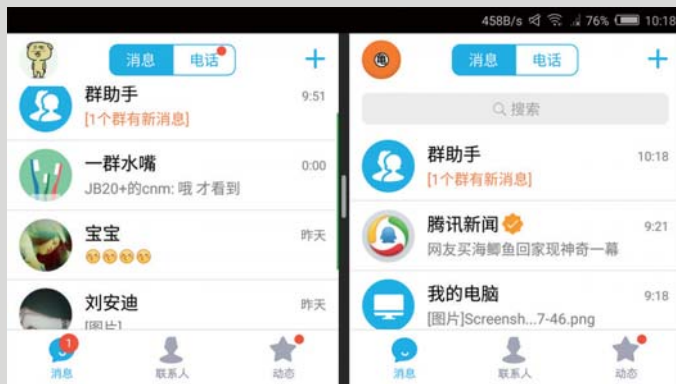 458B/s 76% 10:18
消息 电话
群助手 9:51
[1个群有新消息]
一群水嘴 0:00
JB20+的cnm: 哦 才看到
宝宝 昨天
刘安迪 昨天
[图片]
1
消息 联系人 动态
消息 电话
搜索
群助手 10:18
[1个群有新消息]
腾讯新闻 9:21
网友买海鲫鱼回家现神奇一幕
我的电脑 9:18
[图片]Screensh...7-46.png
消息 联系人 动态